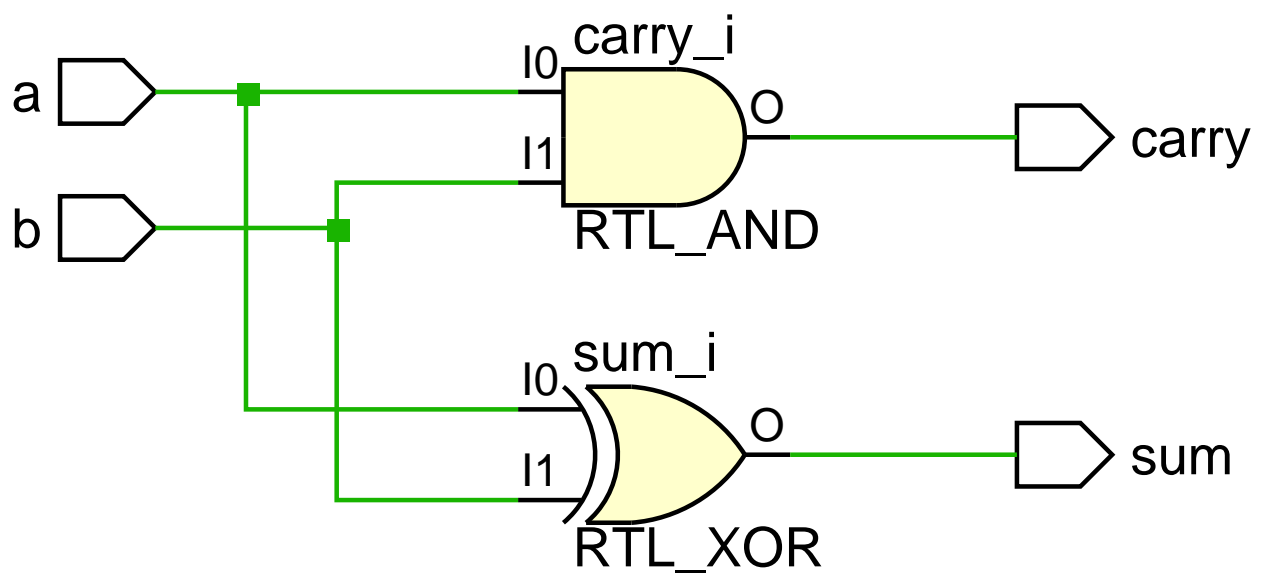 carry_i
I0
a
O
I1
carry
b
RTL_AND
sum_i
I0
O
I1
sum
RTL_XOR